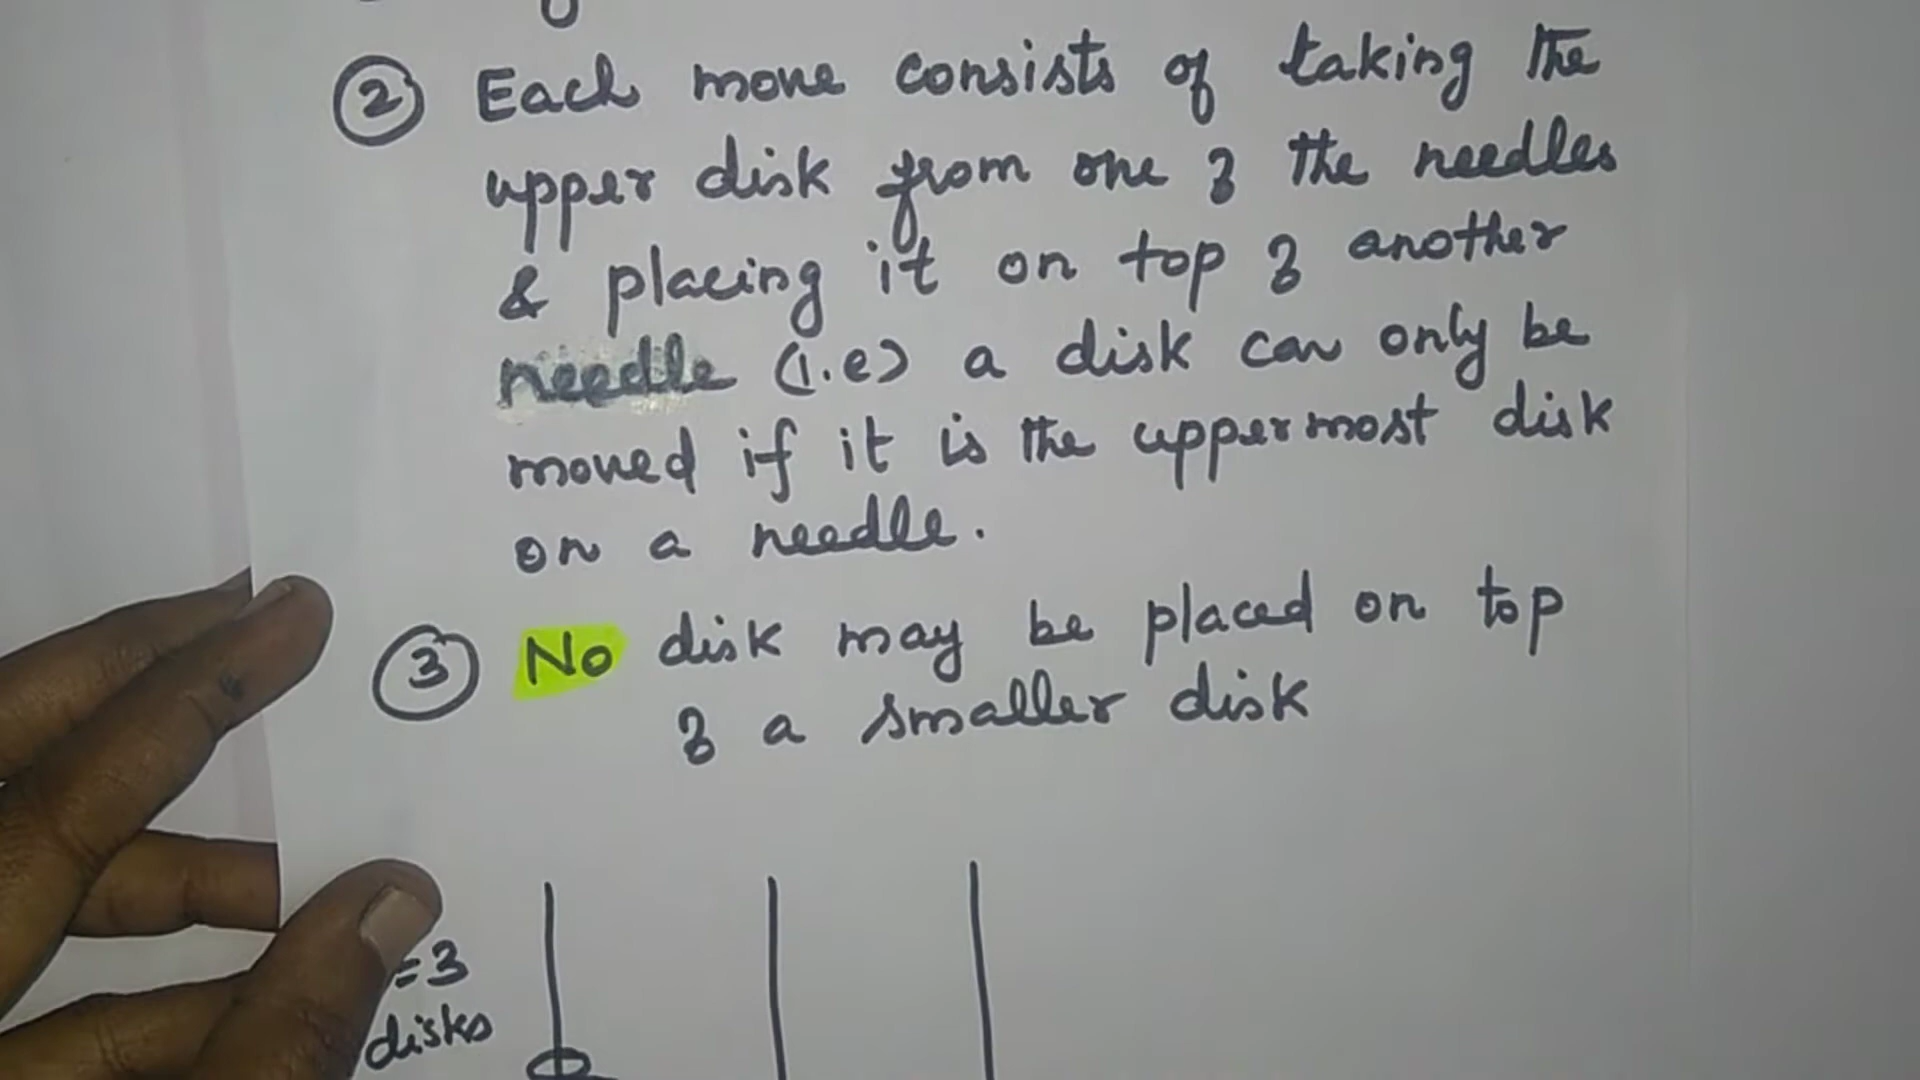 ② Each move consists of taking the
upper disk from one of the needles
& placing it on top of another
needle (i.e) a disk can only be
moved if it is the uppermost disk
on a needle.
③ No disk may be placed on top
of a smaller disk
=3
disks